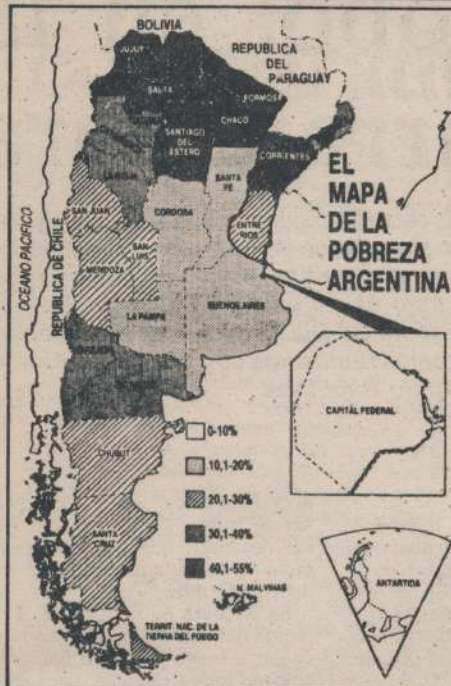 BOLIVIA
REPUBLICA
DEL
PARAGUAY
JUJUY
SALTA
FORMOSA
CHACO
SANTIAGO
DEL
ESTERO
CORRIENTES
LA RIOJA
SANTA
FE
EL
MAPA
DE LA
POBREZA
ARGENTINA
SAN JUAN
CORDOBA
ENTRE
RIOS
SAN
LUIS
MENDOZA
OCEANO PACIFICO
REPUBLICA DE CHILE
LA PAMPA
BUENOS AIRES
CAPITAL FEDERAL
CHUBUT
SANTA
CRUZ
0-10%
10,1-20%
20,1-30%
30,1-40%
40,1-55%
ANTARTIDA
TERRIT. NAC. DE LA
TIERRA DEL FUEGO